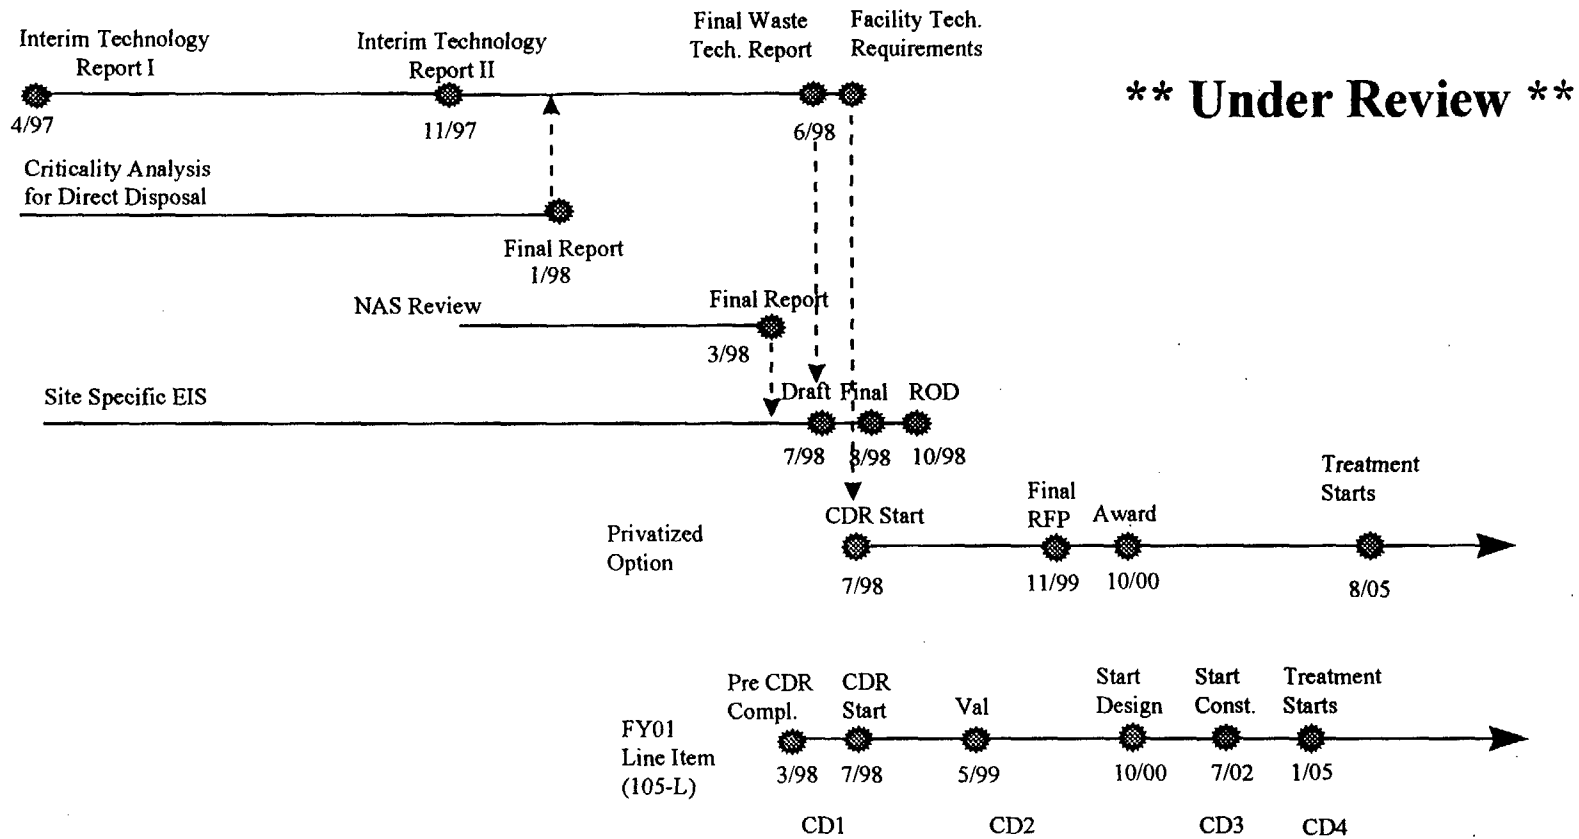 Final Waste
Tech. Report
Facility Tech.
Requirements
Interim Technology
Report I
Interim Technology
Report II
** Under Review **
4/97
11/97
6/98
Criticality Analysis
for Direct Disposal
Final Report
1/98
NAS Review
Final Report
3/98
Site Specific EIS
Draft
Final
ROD
7/98
8/98
10/98
Privatized
Option
CDR Start
Final
RFP
Award
Treatment
Starts
7/98
11/99
10/00
8/05
FY01
Line Item
(105-L)
Pre CDR
Compl.
CDR
Start
Val
Start
Design
Start
Const.
Treatment
Starts
3/98
7/98
5/99
10/00
7/02
1/05
CD1
CD2
CD3
CD4